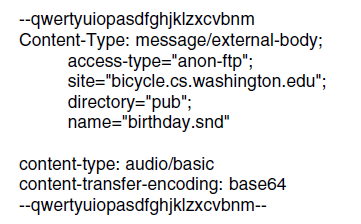 --qwertyuiopasdfghjklzxcvbnm
Content-Type: message/external-body;
access-type="anon-ftp";
site="bicycle.cs.washington.edu";
directory="pub";
name="birthday.snd"
content-type: audio/basic
content-transfer-encoding: base64
--qwertyuiopasdfghjklzxcvbnm--